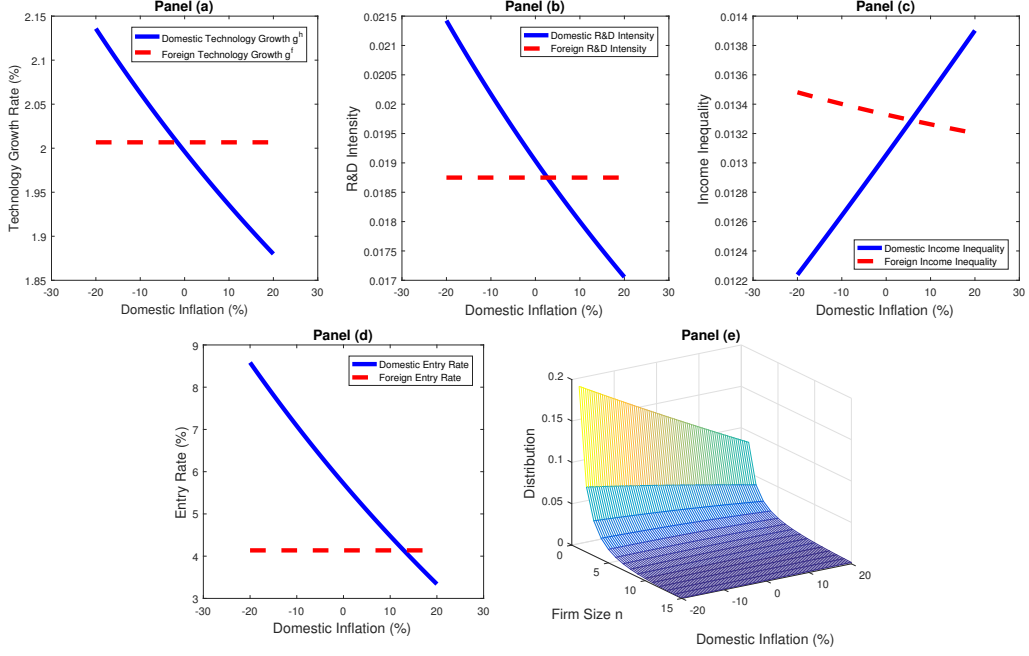 Panel (a)
Technology Growth Rate (%)
2.15
2.1
2.05
2
1.95
1.9
1.85
Domestic Technology Growth g^h
Foreign Technology Growth g^f
-30 -20 -10 0 10 20 30
Domestic Inflation (%)
Panel (b)
R&D Intensity
0.0215
0.021
0.0205
0.02
0.0195
0.019
0.0185
0.018
0.0175
0.017
Domestic R&D Intensity
Foreign R&D Intensity
-30 -20 -10 0 10 20 30
Domestic Inflation (%)
Panel (c)
Income Inequality
0.014
0.0138
0.0136
0.0134
0.0132
0.013
0.0128
0.0126
0.0124
0.0122
Domestic Income Inequality
Foreign Income Inequality
-30 -20 -10 0 10 20 30
Domestic Inflation (%)
Panel (d)
Entry Rate (%)
9
8
7
6
5
4
3
Domestic Entry Rate
Foreign Entry Rate
-30 -20 -10 0 10 20 30
Domestic Inflation (%)
Panel (e)
Distribution
0.2
0.15
0.1
0.05
0
0
5
10
15
Firm Size n
-20
-10
0
10
20
Domestic Inflation (%)